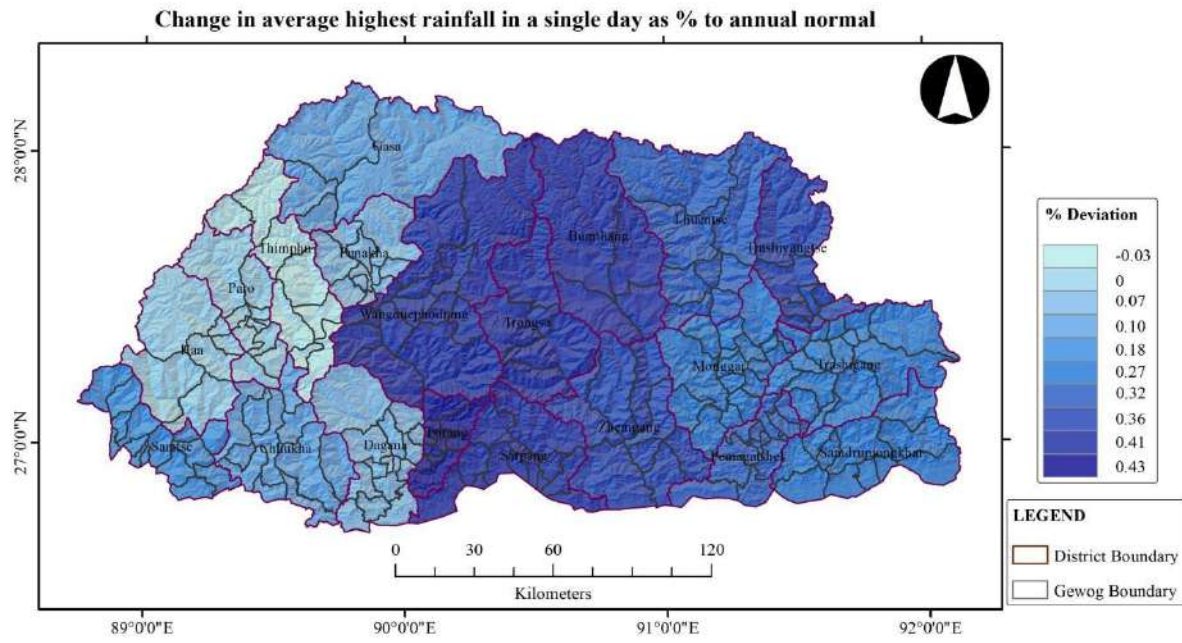 Change in average highest rainfall in a single day as % to annual normal
28°0'0"N
27°0'0"N
Gasa
Thimphu
Punakha
Paro
Haa
Wangduephodrang
Trongsa
Bumthang
Lhuentse
Trashiyangtse
Monggar
Trashigang
Samtse
Chhukha
Dagana
Tsirang
Sarpang
Zhemgang
Pemagatshel
Samdrupjongkhar
% Deviation
-0.03
0
0.07
0.10
0.18
0.27
0.32
0.36
0.41
0.43
LEGEND
District Boundary
Gewog Boundary
0 30 60 120
Kilometers
89°0'0"E 90°0'0"E 91°0'0"E 92°0'0"E